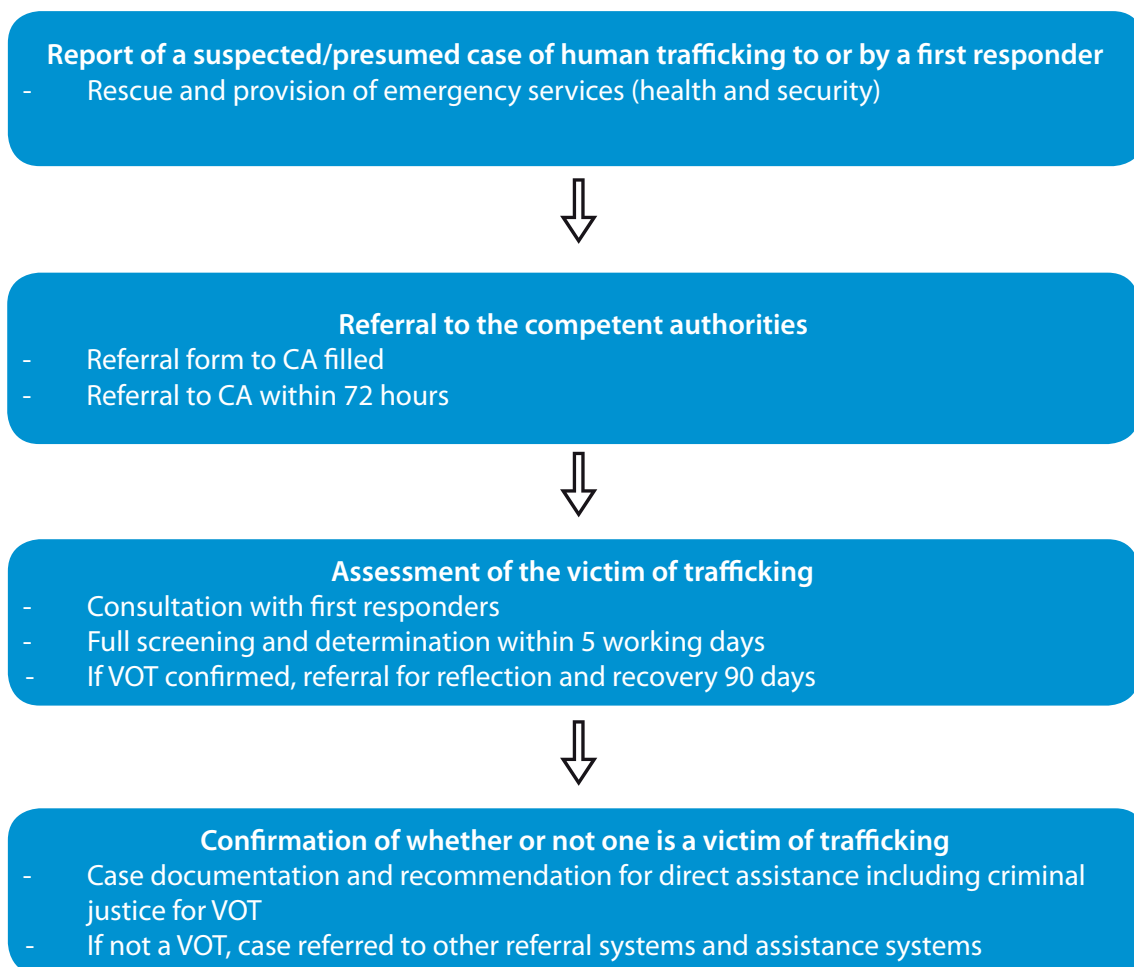 Report of a suspected/presumed case of human trafficking to or by a first responder
- Rescue and provision of emergency services (health and security)
Referral to the competent authorities
- Referral form to CA filled
- Referral to CA within 72 hours
Assessment of the victim of trafficking
- Consultation with first responders
- Full screening and determination within 5 working days
- If VOT confirmed, referral for reflection and recovery 90 days
Confirmation of whether or not one is a victim of trafficking
- Case documentation and recommendation for direct assistance including criminal
justice for VOT
- If not a VOT, case referred to other referral systems and assistance systems